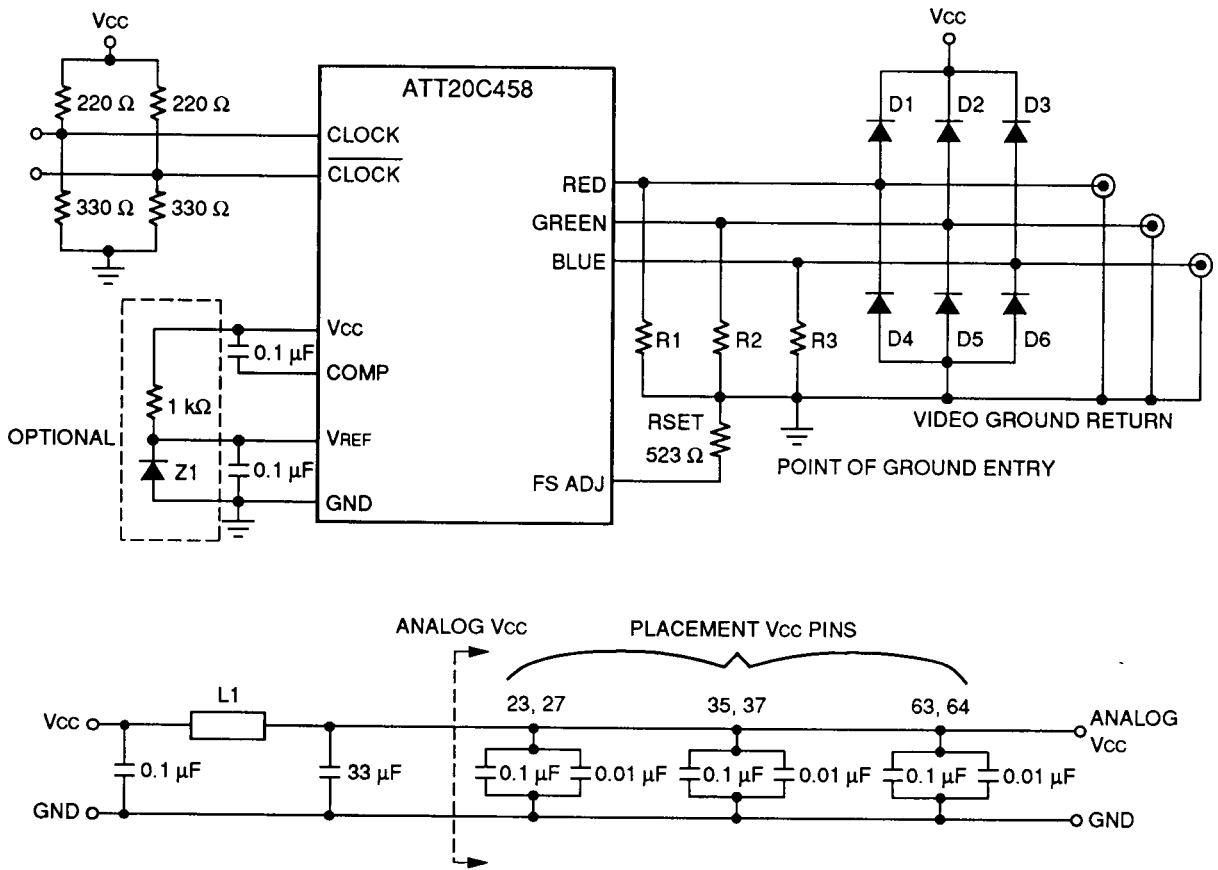 VCC
VCC
ATT20C458
220 Ω
220 Ω
D1
D2
D3
CLOCK
CLOCK
RED
330 Ω
330 Ω
GREEN
BLUE
VCC
0.1 µF
R1
R2
R3
D4
D5
D6
COMP
1 kΩ
OPTIONAL
VREF
RSET
523 Ω
VIDEO GROUND RETURN
Z1
0.1 µF
POINT OF GROUND ENTRY
FS ADJ
GND
ANALOG VCC
PLACEMENT VCC PINS
L1
23, 27
35, 37
63, 64
VCC
ANALOG
VCC
0.1 µF
33 µF
0.1 µF
0.01 µF
0.1 µF
0.01 µF
0.1 µF
0.01 µF
GND
GND